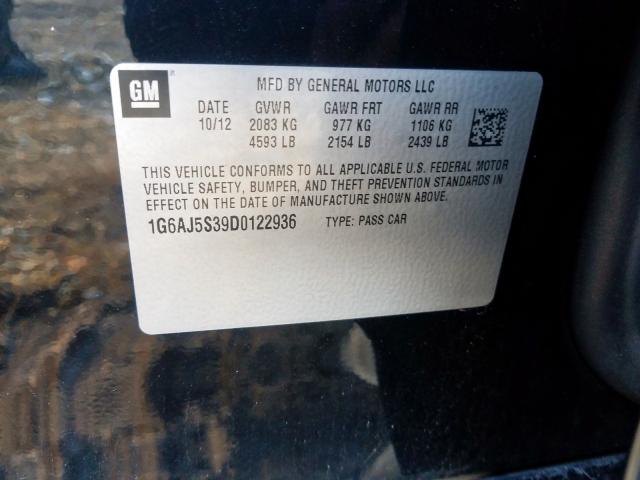 GM
MFD BY GENERAL MOTORS LLC
DATE GVWR GAWR FRT GAWR RR
10/12 2083 KG 977 KG 1106 KG
4593 LB 2154 LB 2439 LB
THIS VEHICLE CONFORMS TO ALL APPLICABLE U.S. FEDERAL MOTOR
VEHICLE SAFETY, BUMPER, AND THEFT PREVENTION STANDARDS IN
EFFECT ON THE DATE OF MANUFACTURE SHOWN ABOVE.
1G6AJ5S39D0122936 TYPE: PASS CAR